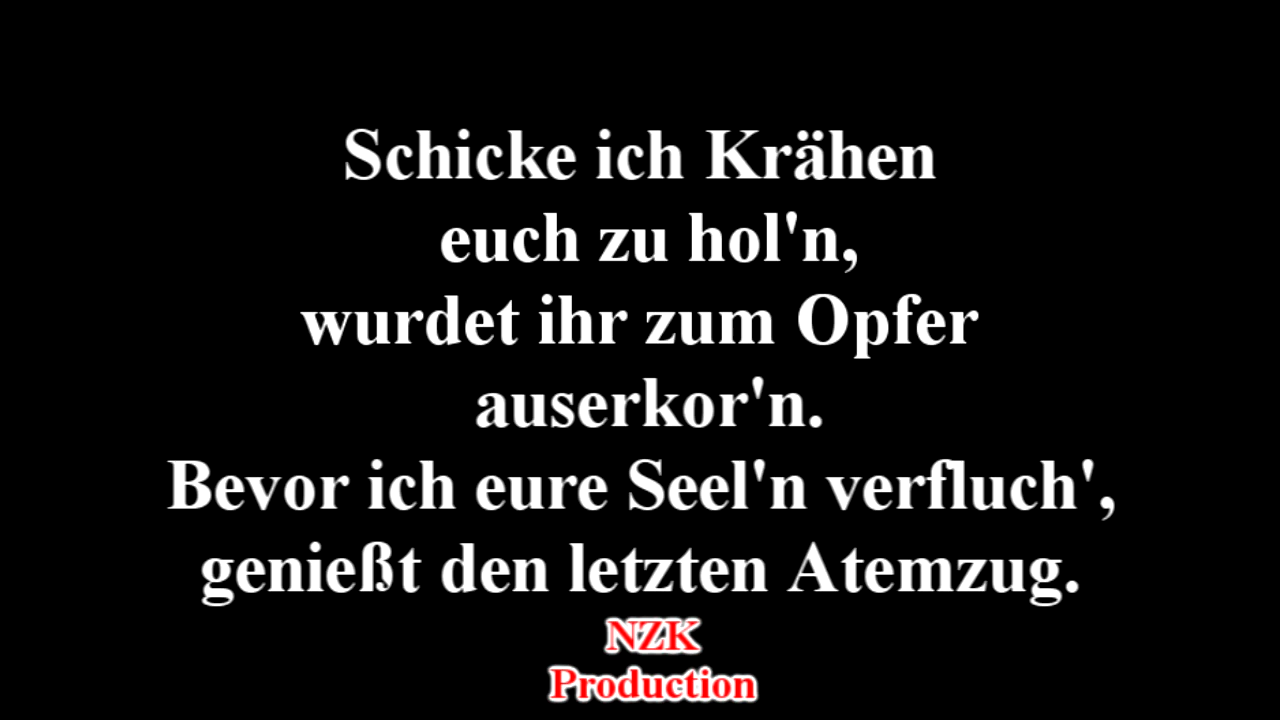 Schicke ich Krähen
euch zu hol'n,
wurdet ihr zum Opfer
auserkor'n.
Bevor ich eure Seel'n verfluch',
genießt den letzten Atemzug.
NZK
Production